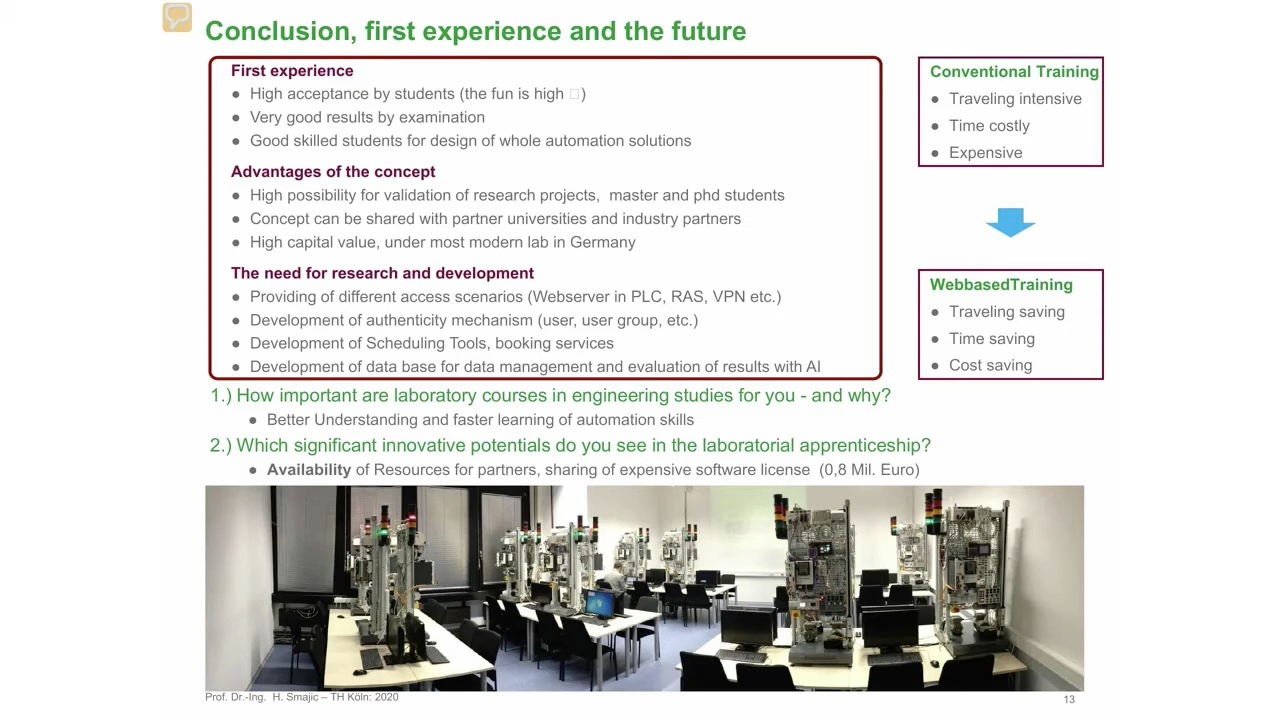 Conclusion, first experience and the future
First experience
● High acceptance by students (the fun is high □)
● Very good results by examination
● Good skilled students for design of whole automation solutions
Advantages of the concept
● High possibility for validation of research projects,  master and phd students
● Concept can be shared with partner universities and industry partners
● High capital value, under most modern lab in Germany
The need for research and development
● Providing of different access scenarios (Webserver in PLC, RAS, VPN etc.)
● Development of authenticity mechanism (user, user group, etc.)
● Development of Scheduling Tools, booking services
● Development of data base for data management and evaluation of results with AI
Conventional Training
● Traveling intensive
● Time costly
● Expensive
WebbasedTraining
● Traveling saving
● Time saving
● Cost saving
1.) How important are laboratory courses in engineering studies for you - and why?
● Better Understanding and faster learning of automation skills
2.) Which significant innovative potentials do you see in the laboratorial apprenticeship?
● Availability of Resources for partners, sharing of expensive software license  (0,8 Mil. Euro)
Prof. Dr.-Ing.  H. Smajic – TH Köln: 2020
13